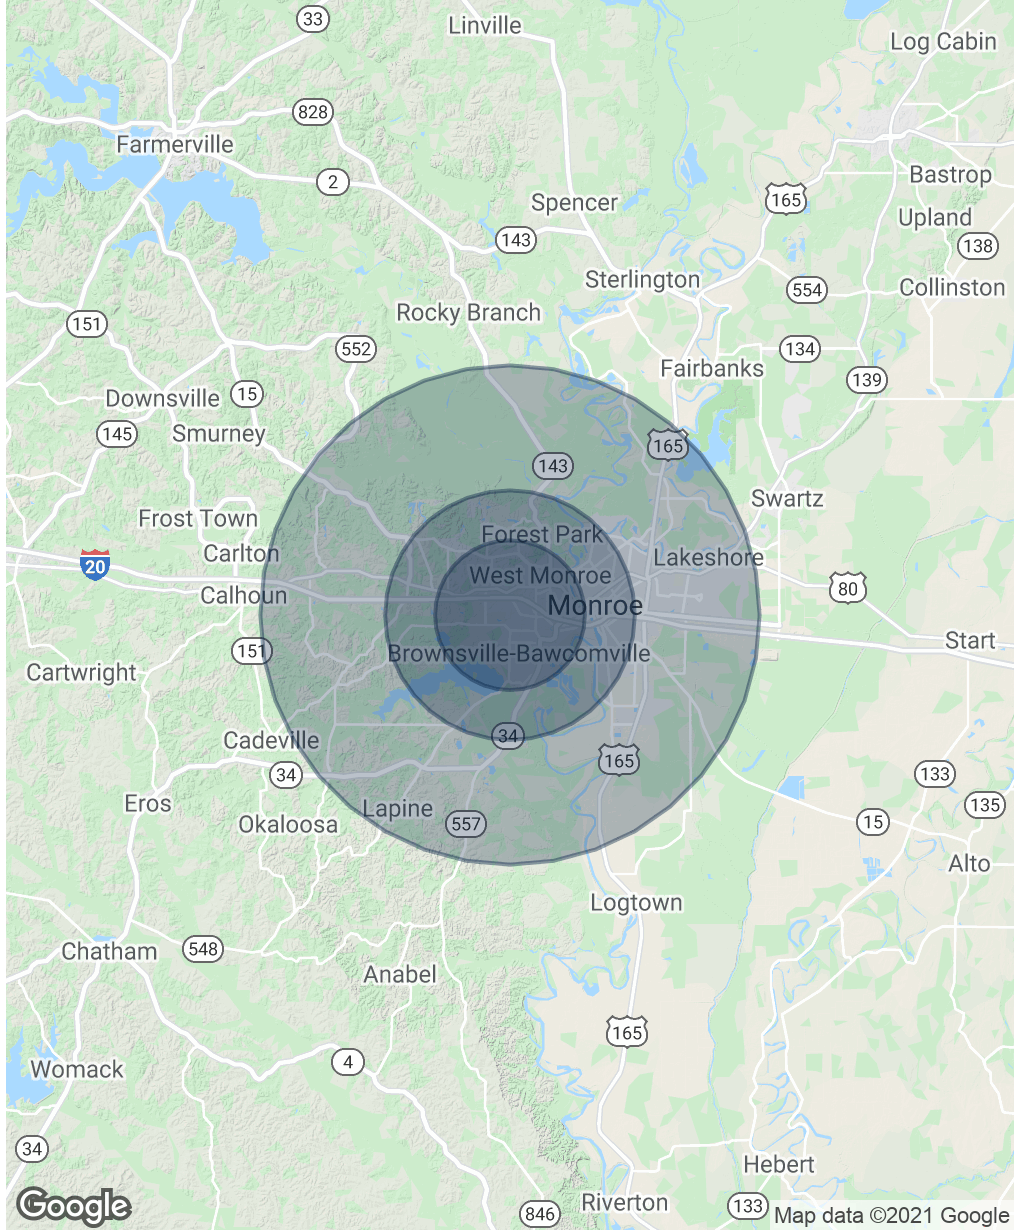 33
Linville
Log Cabin
828
Farmerville
2
Bastrop
165
Spencer
Upland
143
138
Sterlington
554
Collinston
Rocky Branch
151
552
134
Fairbanks
139
15
Downsville
145
Smurney
165
143
Swartz
Frost Town
Forest Park
Carlton
Lakeshore
20
West Monroe
80
Calhoun
Monroe
Start
151
Brownsville-Bawcomville
Cartwright
34
Cadeville
165
34
133
Eros
135
Lapine
15
Okaloosa
557
Alto
Logtown
Chatham
548
Anabel
165
4
Womack
34
Hebert
Riverton
133
846
Google
Map data ©2021 Google